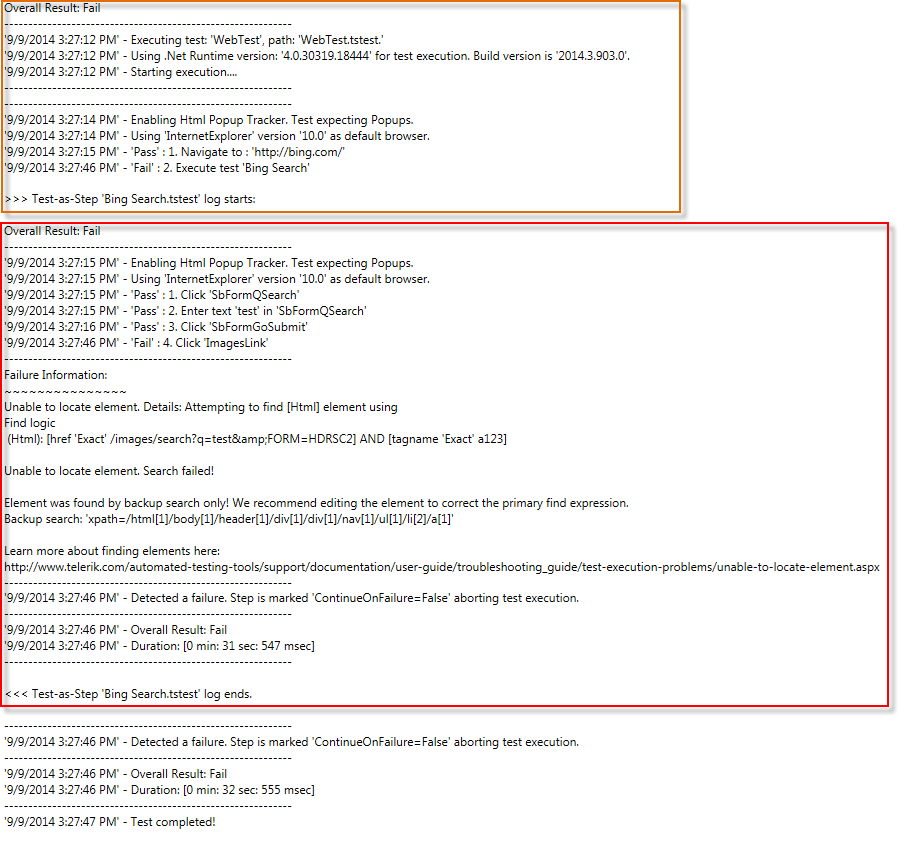 Overall Result: Fail
------------------------------------------------------------
'9/9/2014 3:27:12 PM' - Executing test: 'WebTest', path: 'WebTest.tstest.'
'9/9/2014 3:27:12 PM' - Using .Net Runtime version: '4.0.30319.18444' for test execution. Build version is '2014.3.903.0'.
'9/9/2014 3:27:12 PM' - Starting execution....
------------------------------------------------------------
------------------------------------------------------------
'9/9/2014 3:27:14 PM' - Enabling Html Popup Tracker. Test expecting Popups.
'9/9/2014 3:27:14 PM' - Using 'InternetExplorer' version '10.0' as default browser.
'9/9/2014 3:27:15 PM' - 'Pass' : 1. Navigate to : 'http://bing.com/'
'9/9/2014 3:27:46 PM' - 'Fail' : 2. Execute test 'Bing Search'
>>> Test-as-Step 'Bing Search.tstest' log starts:
Overall Result: Fail
------------------------------------------------------------
'9/9/2014 3:27:15 PM' - Enabling Html Popup Tracker. Test expecting Popups.
'9/9/2014 3:27:15 PM' - Using 'InternetExplorer' version '10.0' as default browser.
'9/9/2014 3:27:15 PM' - 'Pass' : 1. Click 'SbFormQSearch'
'9/9/2014 3:27:15 PM' - 'Pass' : 2. Enter text 'test' in 'SbFormQSearch'
'9/9/2014 3:27:16 PM' - 'Pass' : 3. Click 'SbFormGoSubmit'
'9/9/2014 3:27:46 PM' - 'Fail' : 4. Click 'ImagesLink'
------------------------------------------------------------
Failure Information:
~~~~~~~~~~~~~~~
Unable to locate element. Details: Attempting to find [Html] element using
Find logic
(Html): [href 'Exact' /images/search?q=test&amp;FORM=HDRSC2] AND [tagname 'Exact' a123]
Unable to locate element. Search failed!
Element was found by backup search only! We recommend editing the element to correct the primary find expression.
Backup search: 'xpath=/html[1]/body[1]/header[1]/div[1]/div[1]/nav[1]/ul[1]/li[2]/a[1]'
Learn more about finding elements here:
http://www.telerik.com/automated-testing-tools/support/documentation/user-guide/troubleshooting_guide/test-execution-problems/unable-to-locate-element.aspx
------------------------------------------------------------
'9/9/2014 3:27:46 PM' - Detected a failure. Step is marked 'ContinueOnFailure=False' aborting test execution.
------------------------------------------------------------
'9/9/2014 3:27:46 PM' - Overall Result: Fail
'9/9/2014 3:27:46 PM' - Duration: [0 min: 31 sec: 547 msec]
------------------------------------------------------------
<<< Test-as-Step 'Bing Search.tstest' log ends.
------------------------------------------------------------
'9/9/2014 3:27:46 PM' - Detected a failure. Step is marked 'ContinueOnFailure=False' aborting test execution.
------------------------------------------------------------
'9/9/2014 3:27:46 PM' - Overall Result: Fail
'9/9/2014 3:27:46 PM' - Duration: [0 min: 32 sec: 555 msec]
------------------------------------------------------------
'9/9/2014 3:27:47 PM' - Test completed!